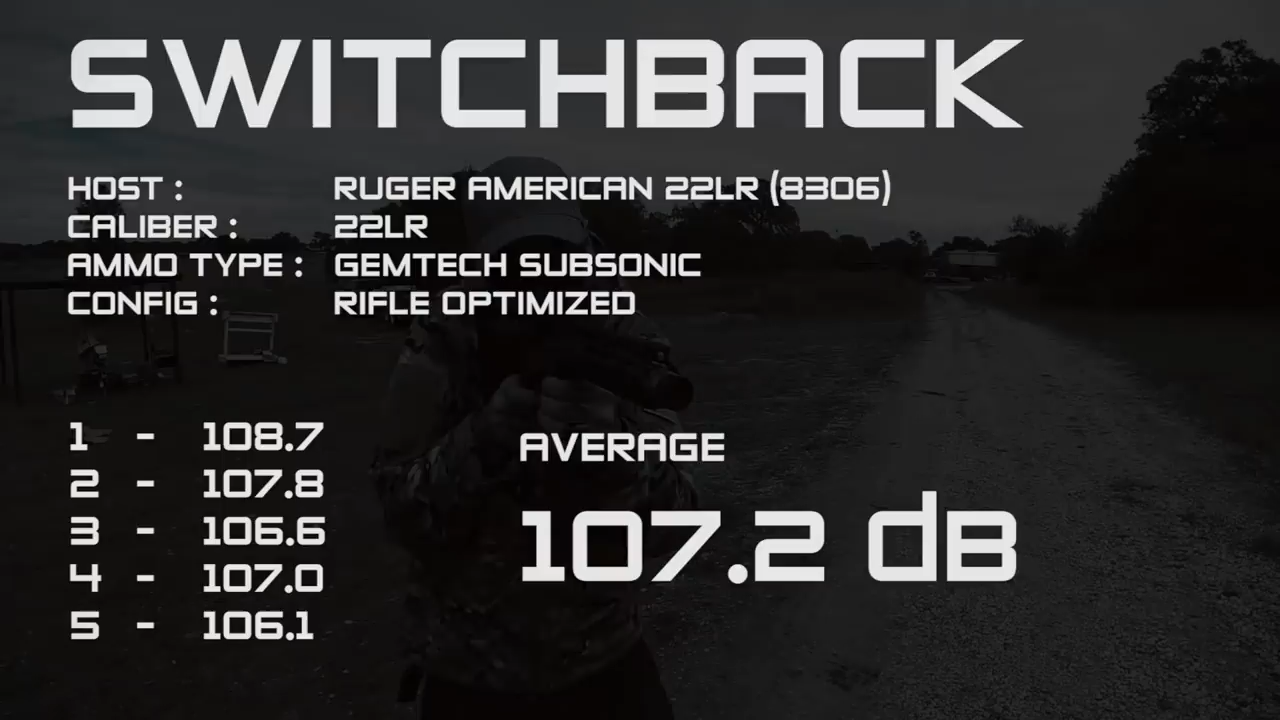 SWITCHBACK
HOST : RUGER AMERICAN 22LR (8306)
CALIBER : 22LR
AMMO TYPE : GEMTECH SUBSONIC
CONFIG : RIFLE OPTIMIZED
1 - 108.7
2 - 107.8
3 - 106.6
4 - 107.0
5 - 106.1
AVERAGE
107.2 dB